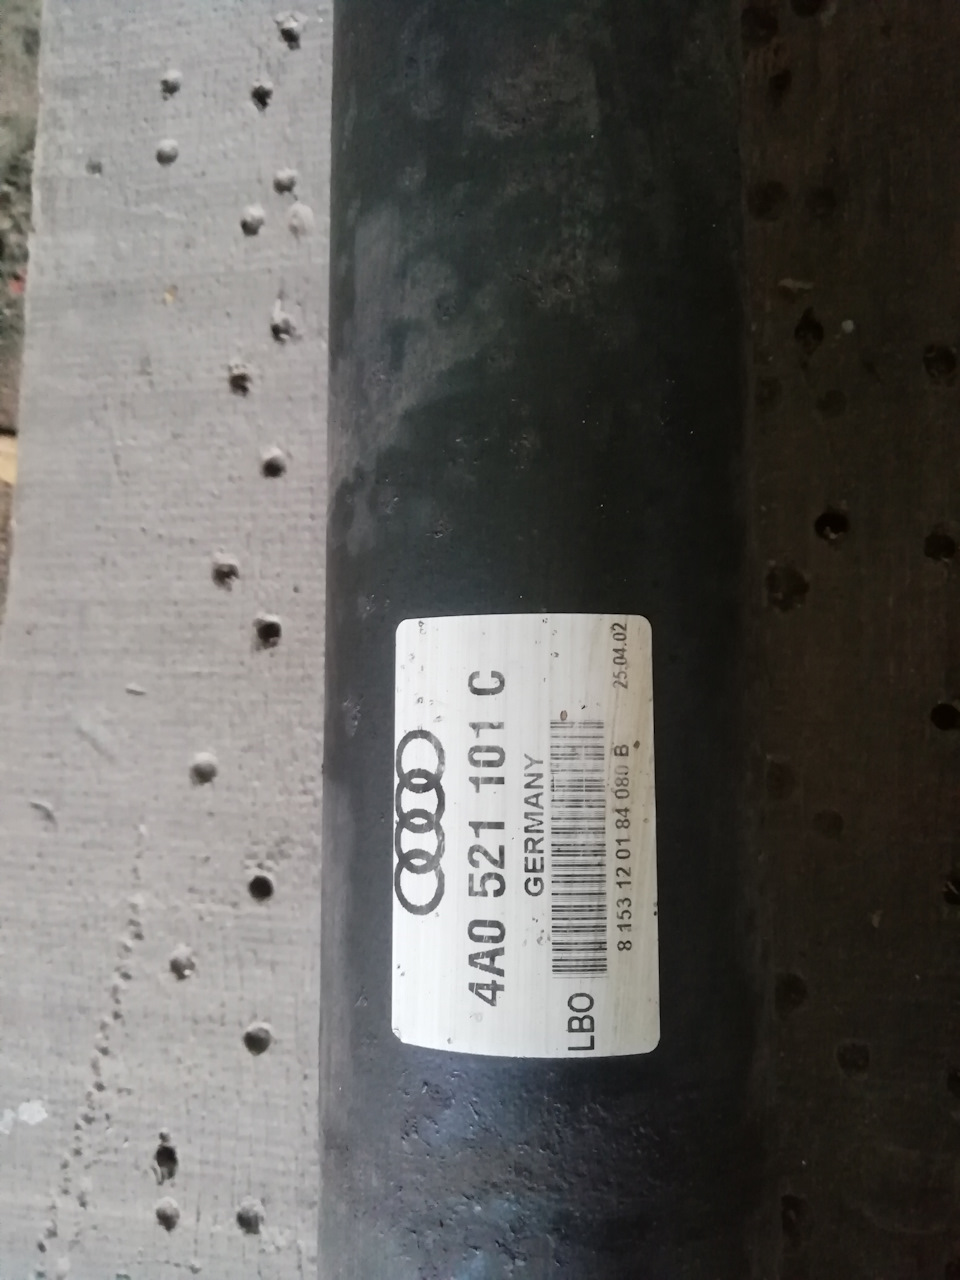 4A0 521 101 C
GERMANY
LBO
8 153 12 01 84 080 B
25.04.02